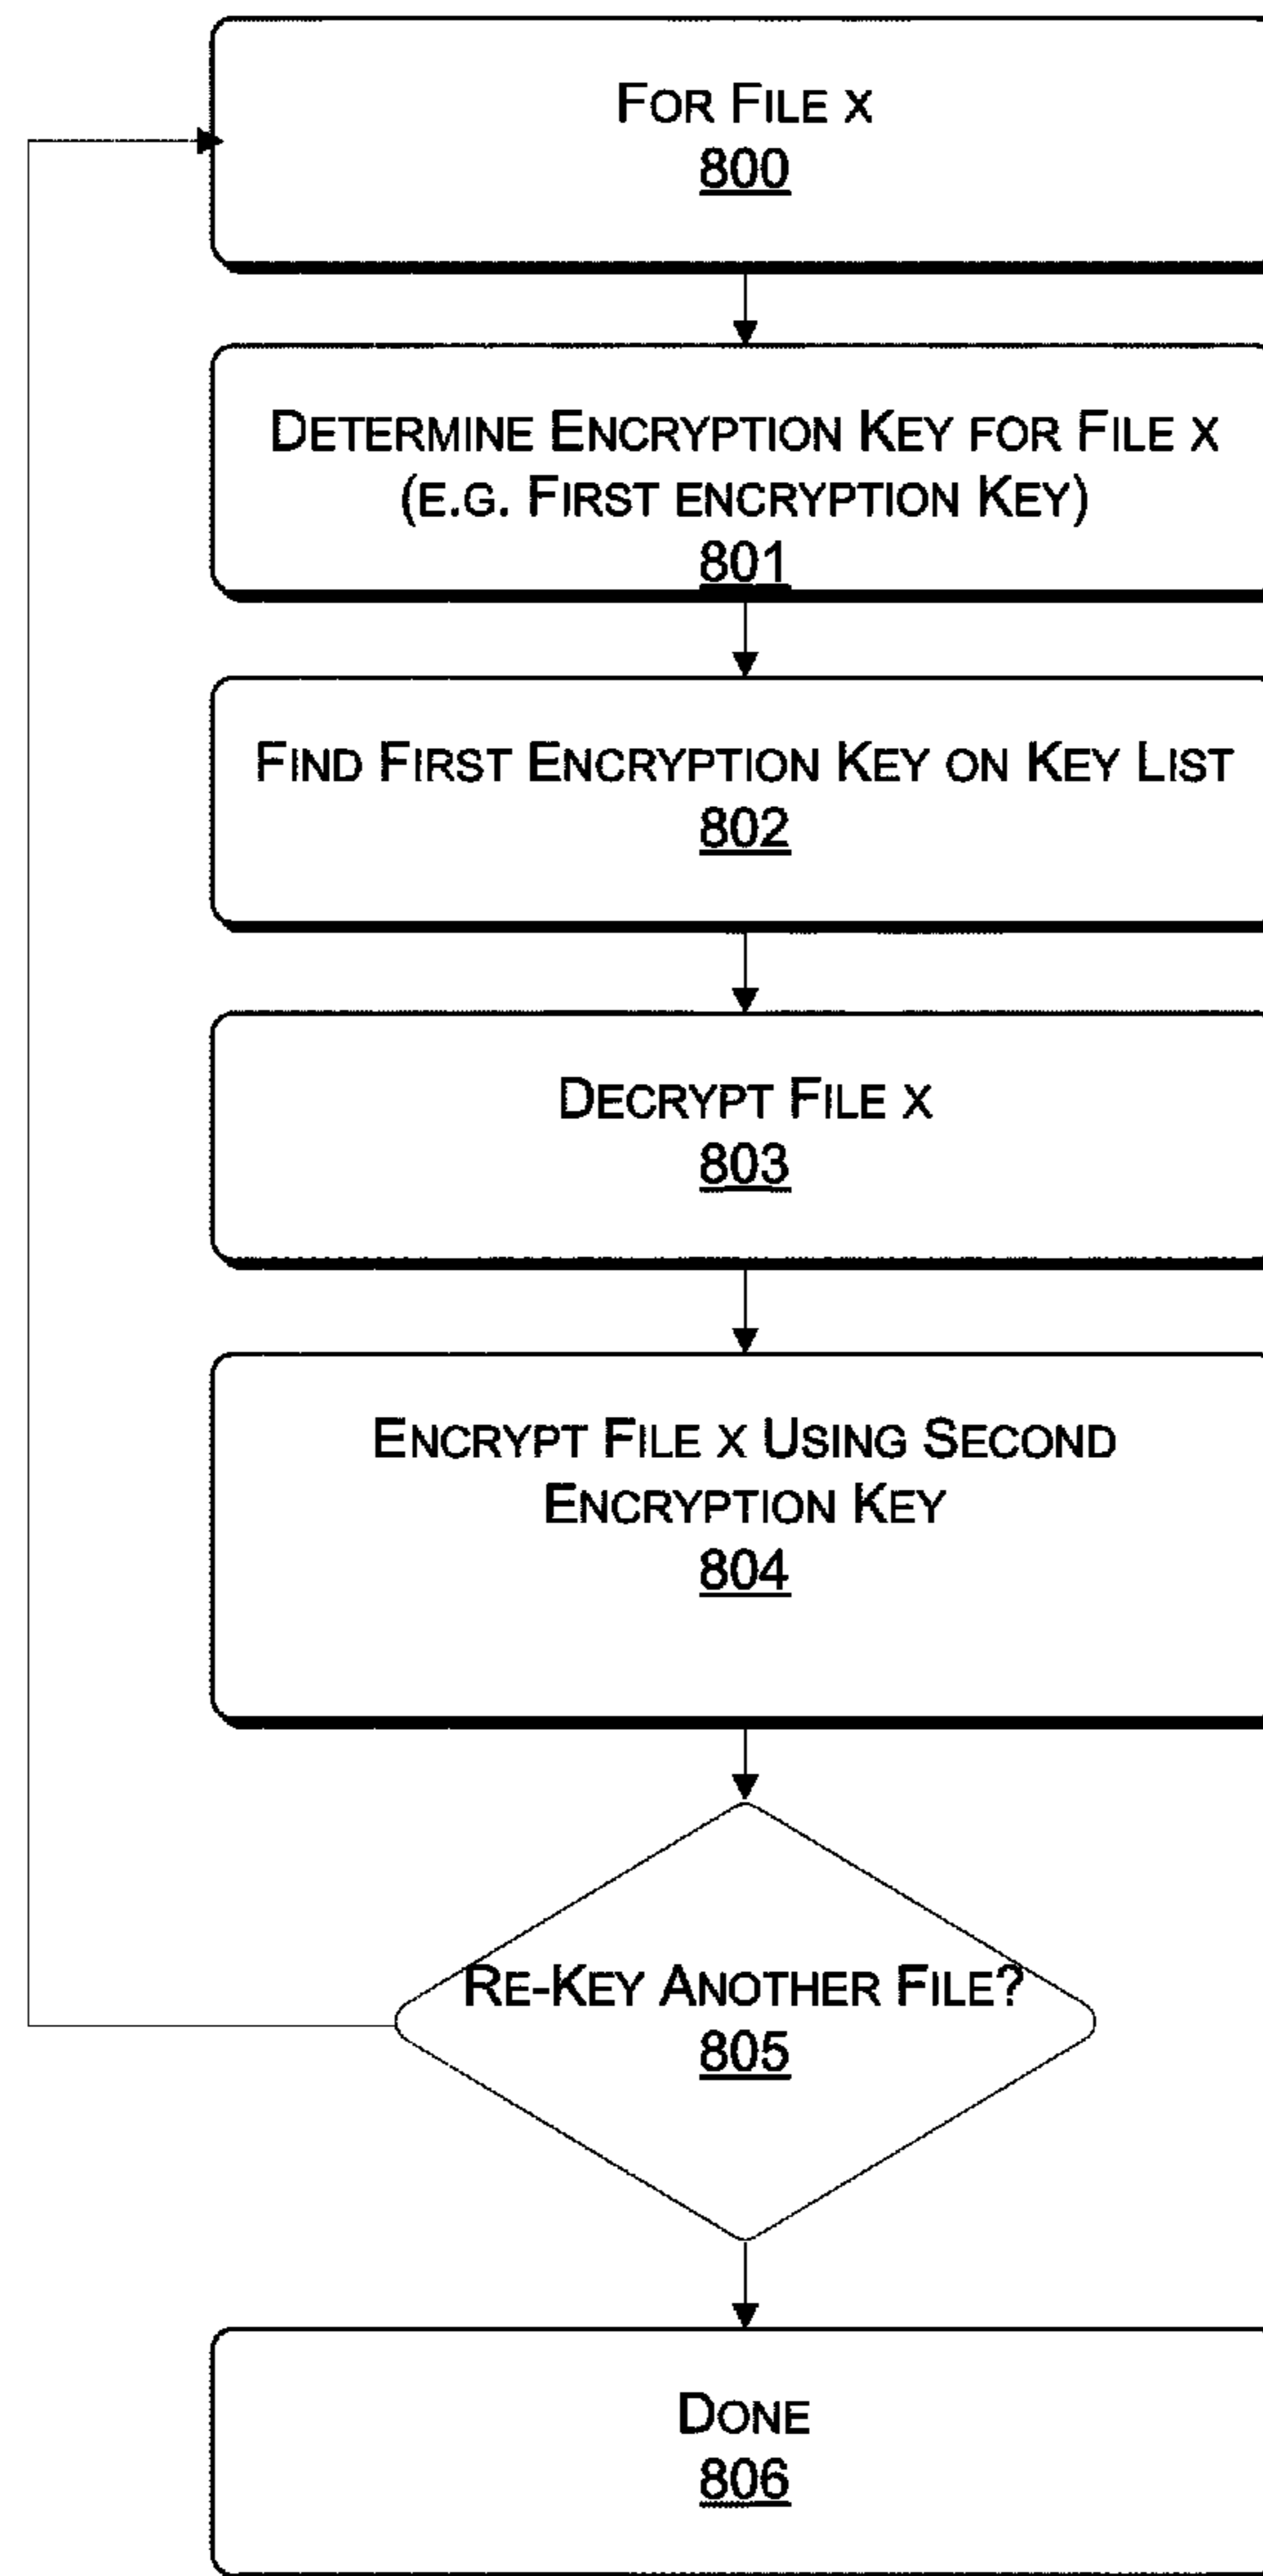 FOR FILE X
800
DETERMINE ENCRYPTION KEY FOR FILE X
(E.G. FIRST ENCRYPTION KEY)
801
FIND FIRST ENCRYPTION KEY ON KEY LIST
802
DECRYPT FILE X
803
ENCRYPT FILE X USING SECOND
ENCRYPTION KEY
804
RE-KEY ANOTHER FILE?
805
DONE
806